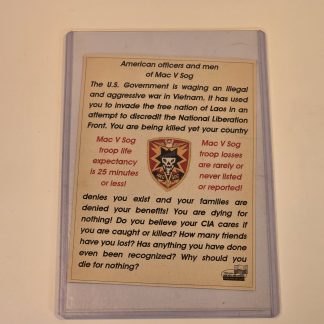 American officers and men
of Mac V Sog
The U.S. Government is waging an illegal
and aggressive war in Vietnam. It has used
you to invade the free nation of Laos in an
attempt to discredit the National Liberation
Front. You are being killed yet your county
Mac V Sog
troop life
expectancy
is 25 minutes
or less!
Mac V Sog
troop losses
are rarely or
never listed
or reported!
denies you exist and your families are
denied your benefits! You are dying for
nothing! Do you believe your CIA cares if
you are caught or killed? How many friends
have you lost? Has anything you have done
even been recognized? Why should you
die for nothing?